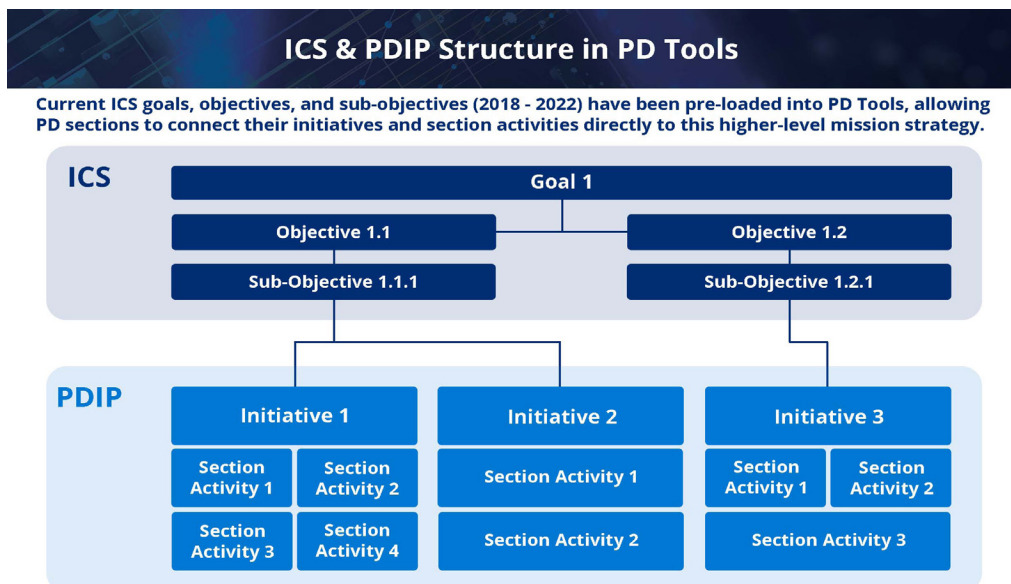 ICS & PDIP Structure in PD Tools
Current ICS goals, objectives, and sub-objectives (2018 - 2022) have been pre-loaded into PD Tools, allowing
PD sections to connect their initiatives and section activities directly to this higher-level mission strategy.
ICS
Goal 1
Objective 1.1
Objective 1.2
Sub-Objective 1.1.1
Sub-Objective 1.2.1
PDIP
Initiative 1
Initiative 2
Initiative 3
Section
Activity 1
Section
Activity 2
Section Activity 1
Section
Activity 1
Section
Activity 2
Section
Activity 3
Section
Activity 4
Section Activity 2
Section Activity 3